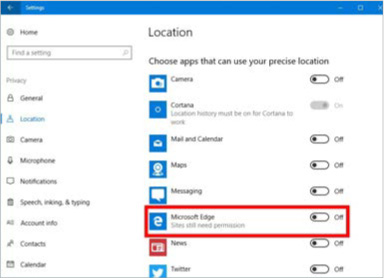 Settings
Home
Find a setting
Privacy
General
Location
Camera
Microphone
Notifications
Speech, inking, & typing
Account info
Contacts
Calendar
Location
Choose apps that can use your precise location
Camera Off
Cortana On
Location history must be on for Cortana to
work
Mail and Calendar Off
Maps Off
Messaging Off
Microsoft Edge Off
Sites still need permission
News Off
Twitter Off